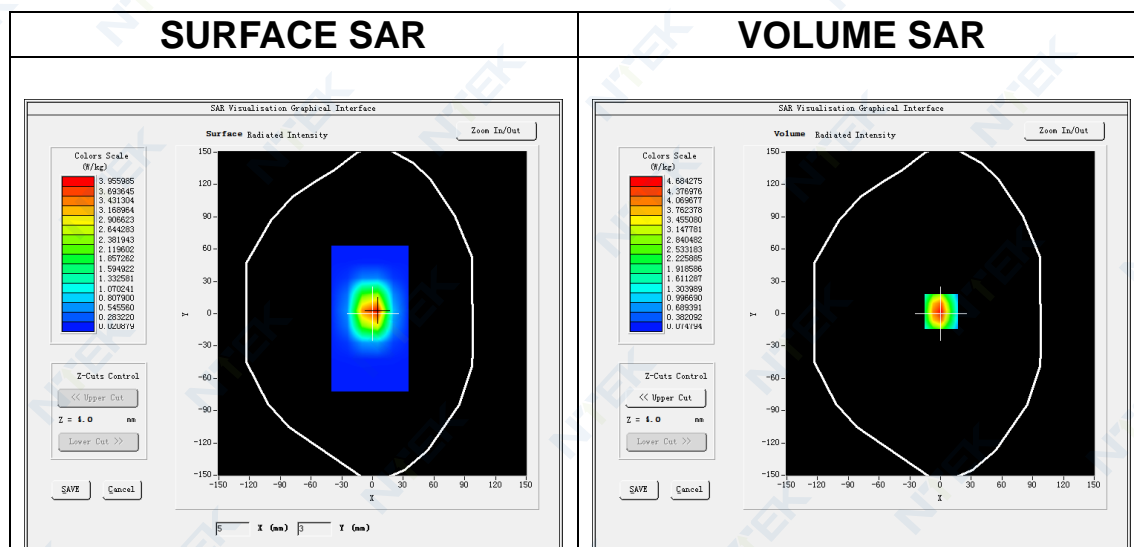 SURFACE SAR
VOLUME SAR
SAR Visualisation Graphical Interface
Surface Radiated Intensity
Zoom In/Out
Colors Scale
(W/kg)
3.955985
3.693645
3.431304
3.168964
2.906623
2.644283
2.381943
2.119602
1.857262
1.594922
1.332581
1.070241
0.807900
0.545560
0.283220
0.020879
150
120
90
60
30
0
-30
-60
-90
-120
-150
Y
-150 -120 -90 -60 -30 0 30 60 90 120 150
X
Z-Cuts Control
<< Upper Cut
Z = 4.0 mm
Lower Cut >>
SAVE
Cancel
5 X (mm) 3 Y (mm)
SAR Visualisation Graphical Interface
Volume Radiated Intensity
Zoom In/Out
Colors Scale
(W/kg)
4.684275
4.376976
4.069677
3.762378
3.455080
3.147781
2.840482
2.533183
2.225885
1.918586
1.611287
1.303989
0.996690
0.689391
0.382092
0.074794
150
120
90
60
30
0
-30
-60
-90
-120
-150
Y
-150 -120 -90 -60 -30 0 30 60 90 120 150
X
Z-Cuts Control
<< Upper Cut
Z = 4.0 mm
Lower Cut >>
SAVE
Cancel
NTEK